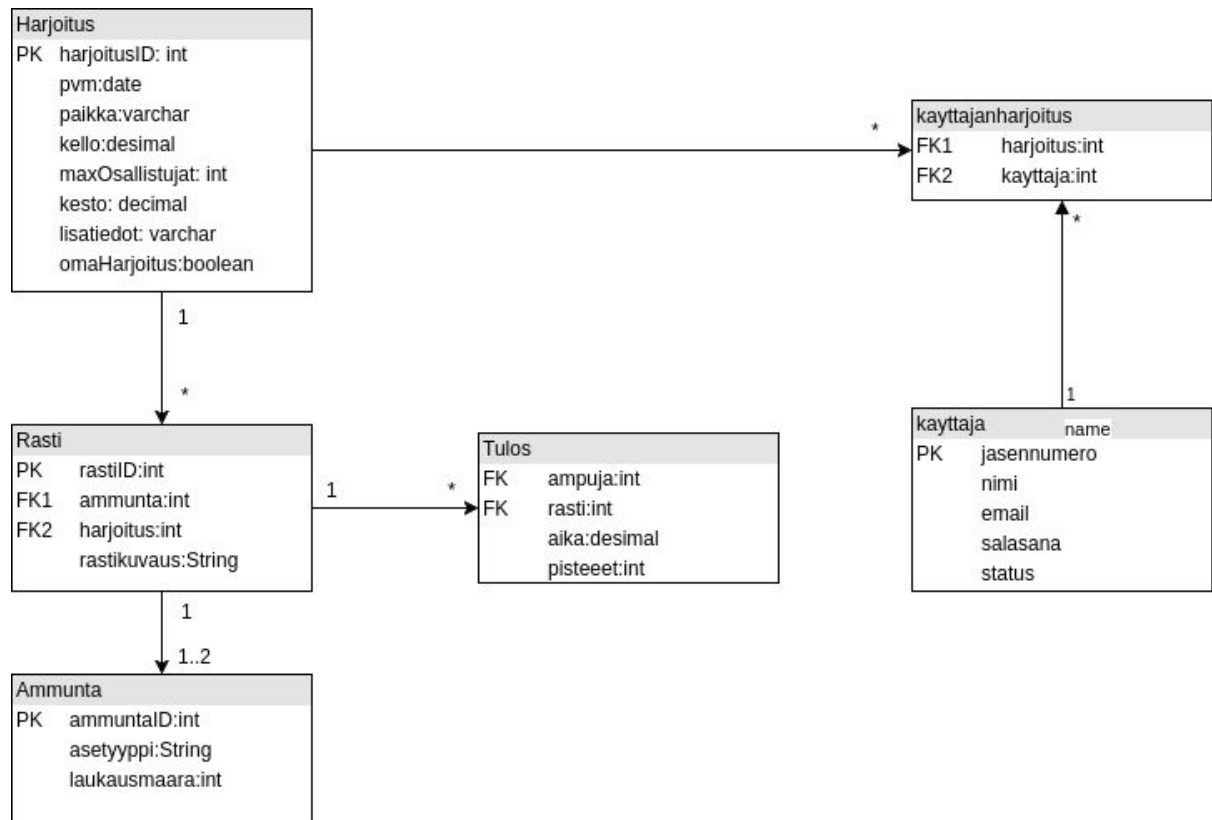 Harjoitus
PK harjoitusID: int
pvm:date
paikka:varchar
kello:desimal
maxOsallistujat: int
kesto: decimal
lisatiedot: varchar
omaHarjoitus:boolean
*
kayttajanharjoitus
FK1 harjoitus:int
FK2 kayttaja:int
*
1
*
1
kayttaja name
PK jasennumero
nimi
email
salasana
status
Rasti
PK rastiID:int
FK1 ammunta:int
FK2 harjoitus:int
rastikuvaus:String
1 *
Tulos
FK ampuja:int
FK rasti:int
aika:desimal
pisteeet:int
1
1..2
Ammunta
PK ammuntaID:int
asetyyppi:String
laukausmaara:int